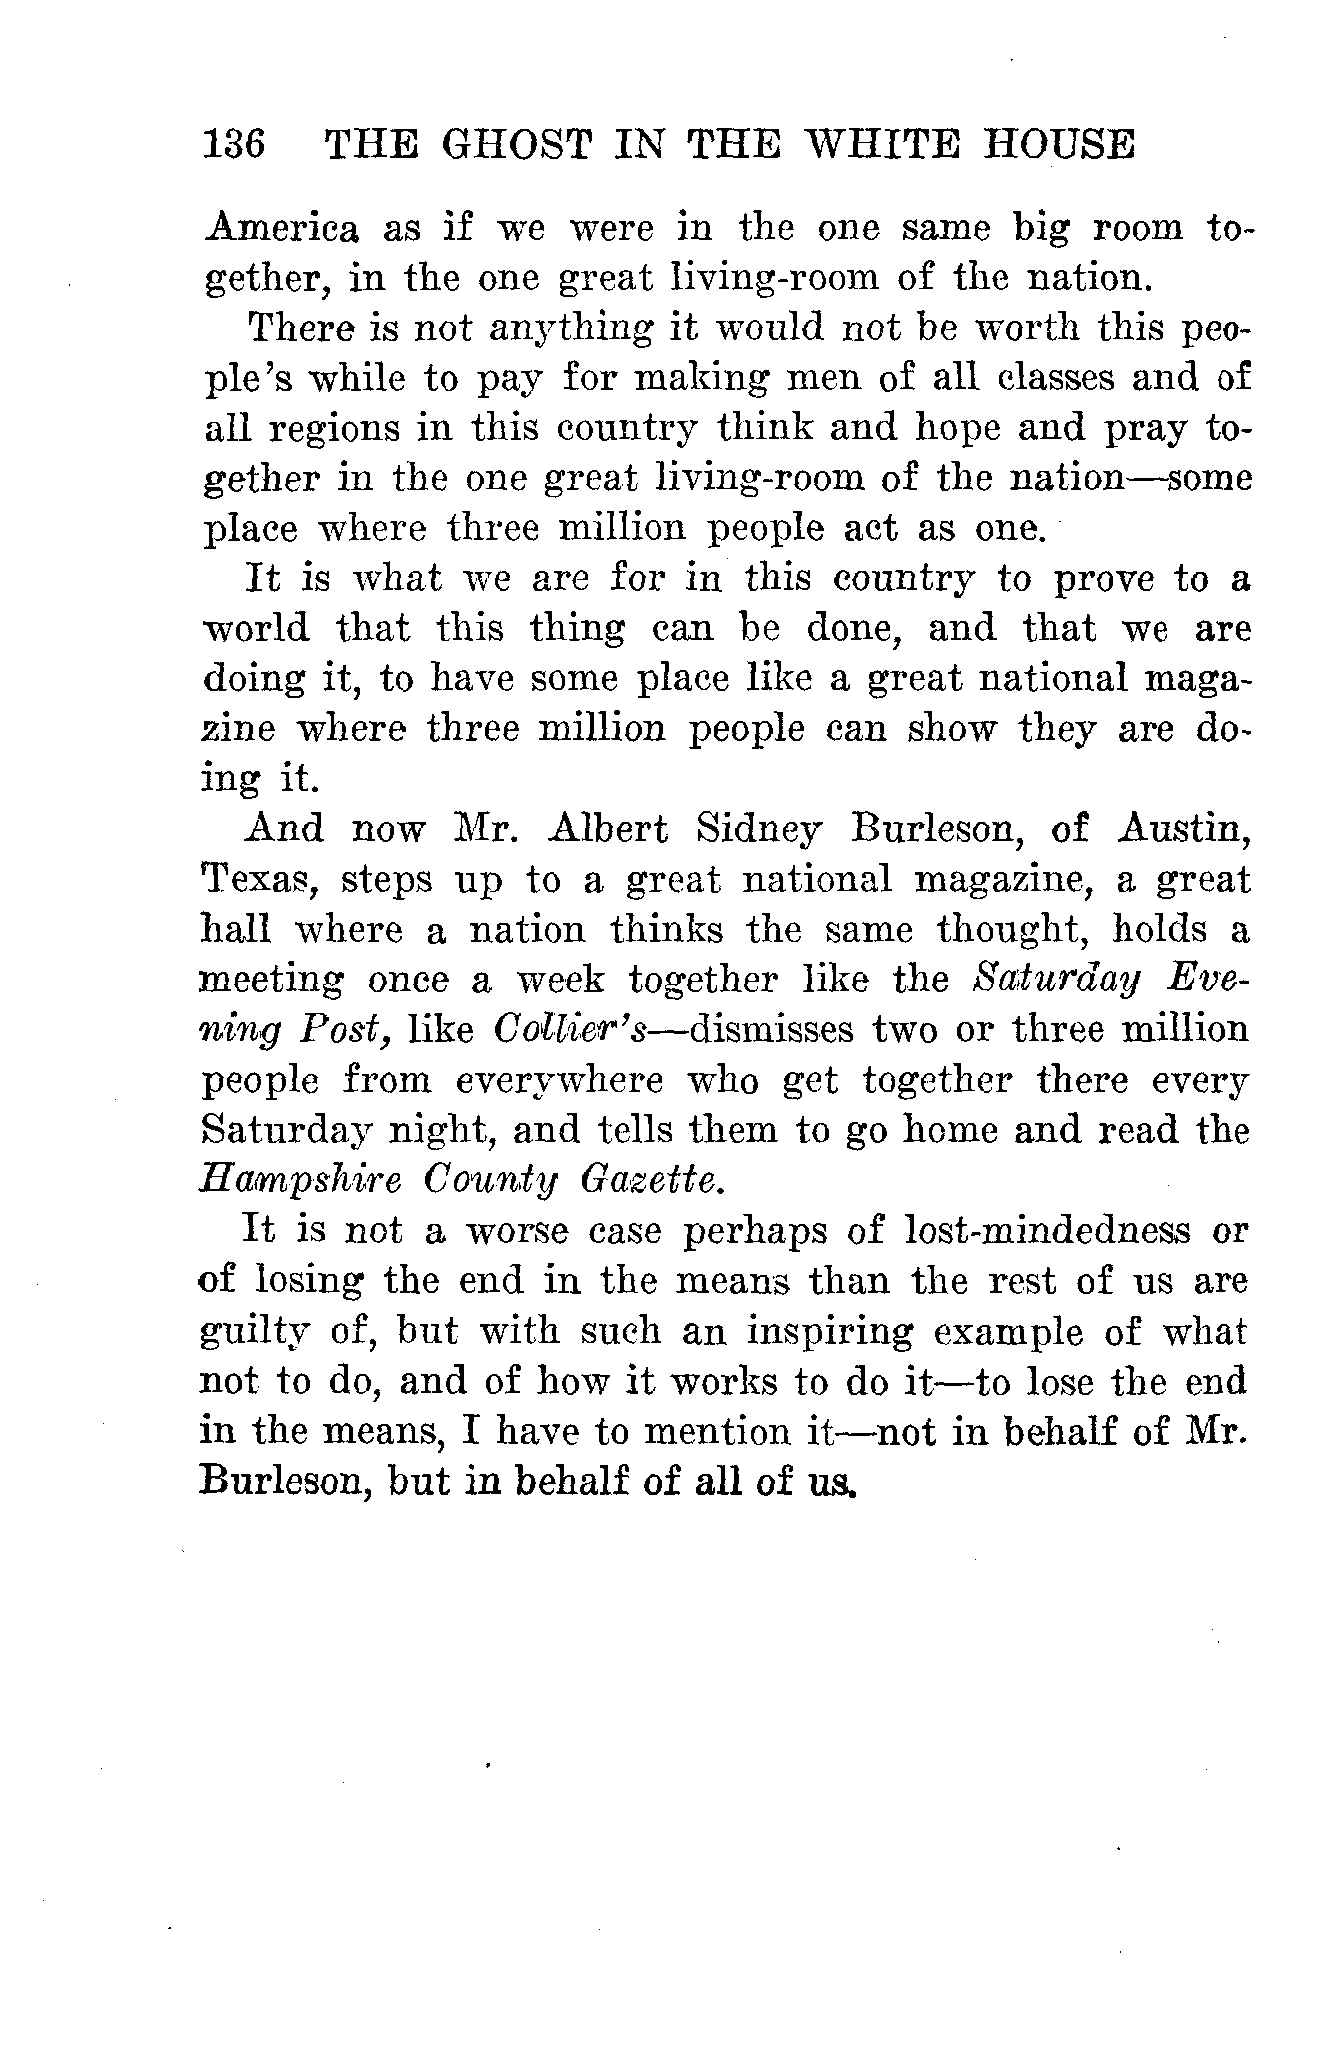 136 THE GHOST IN THE WHITE HOUSE
America as if we were in the one same big room to-
gether, in the one great living-room of the nation.
There is not anything it would not be worth this peo-
ple's while to pay for making men of all classes and of
all regions in this country think and hope and pray to-
gether in the one great living-room of the nation—some
place where three million people act as one.
It is what we are for in this country to prove to a
world that this thing can be done, and that we are
doing it, to have some place like a great national maga-
zine where three million people can show they are do-
ing it.
And now Mr. Albert Sidney Burleson, of Austin,
Texas, steps up to a great national magazine, a great
hall where a nation thinks the same thought, holds a
meeting once a week together like the Saturday Eve-
ning Post, like Collier's—dismisses two or three million
people from everywhere who get together there every
Saturday night, and tells them to go home and read the
Hampshire County Gazette.
It is not a worse case perhaps of lost-mindedness or
of losing the end in the means than the rest of us are
guilty of, but with such an inspiring example of what
not to do, and of how it works to do it—to lose the end
in the means, I have to mention it—not in behalf of Mr.
Burleson, but in behalf of all of us.